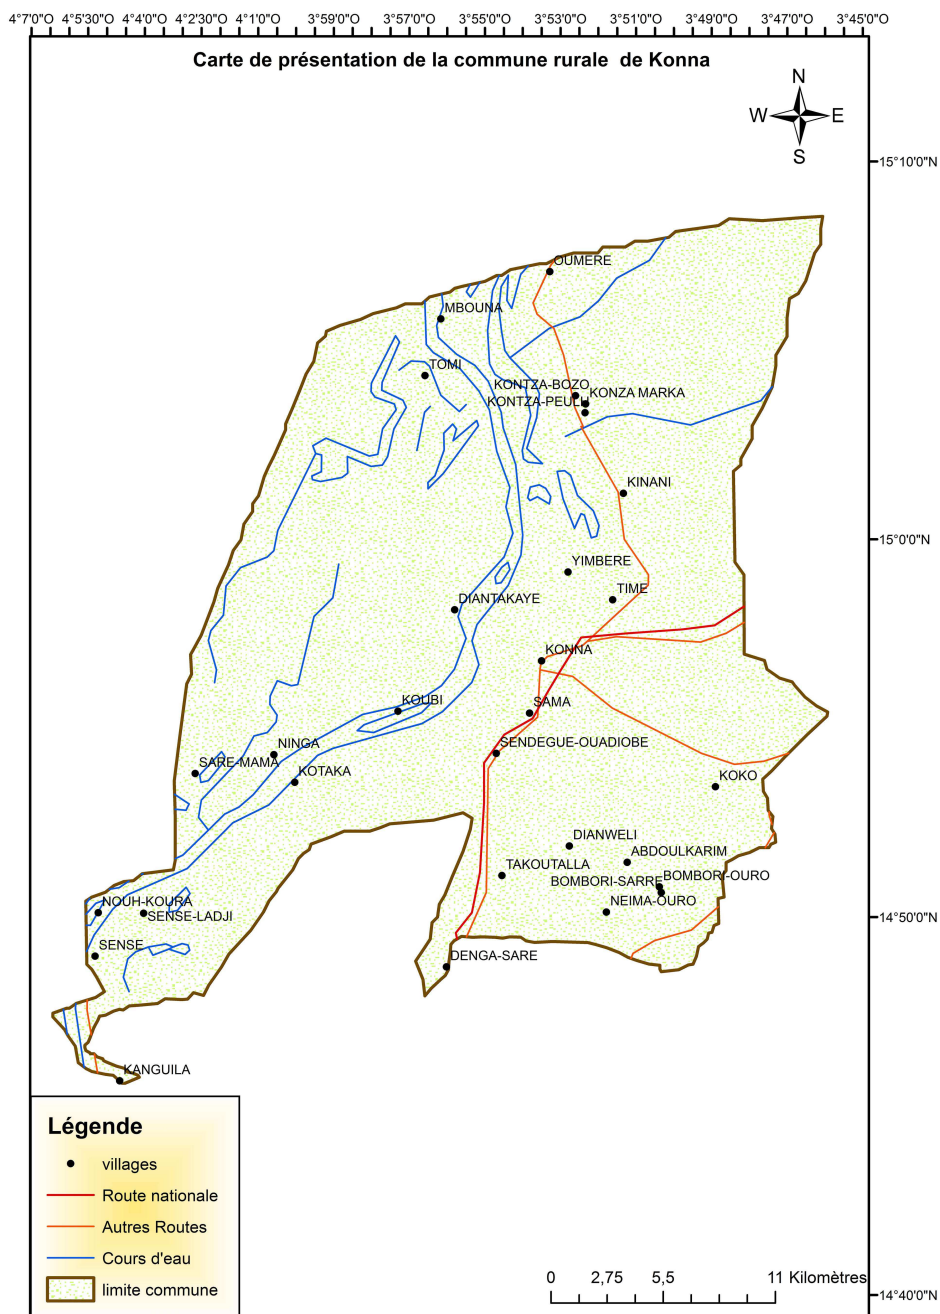 4°7'0"O 4°4'30"O 4°2'30"O 4°1'0"O 3°59'0"O 3°57'0"O 3°55'0"O 3°53'0"O 3°51'0"O 3°49'0"O 3°47'0"O 3°45'0"O
Carte de présentation de la commune rurale de Konna
N
W E
S
15°10'0"N
OUMERE
MBOUNA
TOMI
KONTZA-BOZO
KONZA MARKA
KONTZA-PEULH
KINANI
15°0'0"N
YIMBERE
TIME
DIANTAKAYE
KONNA
KOUBI
SAMA
NINGA
SENDEGUE-OUADIOBE
SARE-MAMA
KOTAKA
KOKO
DIANWELI
ABDOULKARIM
TAKOUTALLA
BOMBORI-SARRE
BOMBORI-OURO
NOUH-KOURA
SENSE-LADJI
NEIMA-OURO
14°50'0"N
SENSE
DENGA-SARE
KANGUILA
Légende
villages
Route nationale
Autres Routes
Cours d'eau
limite commune
0 2,75 5,5 11 Kilomètres
14°40'0"N